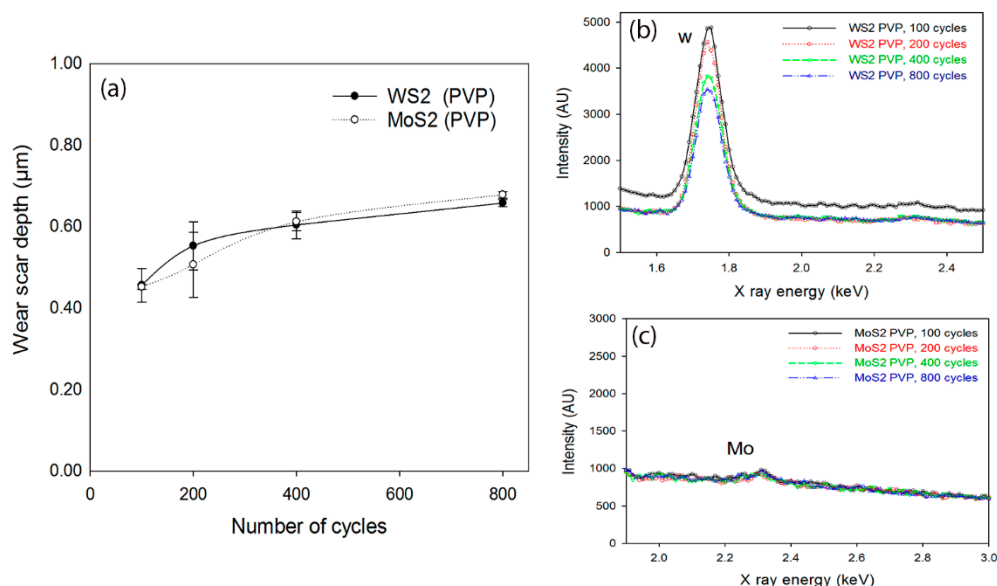 (a)
WS2 (PVP)
MoS2 (PVP)
Wear scar depth (µm)
1.00
0.80
0.60
0.40
0.20
0.00
0
200
400
600
800
Number of cycles
(b)
W
WS2 PVP, 100 cycles
WS2 PVP, 200 cycles
WS2 PVP, 400 cycles
WS2 PVP, 800 cycles
Intensity (AU)
5000
4000
3000
2000
1000
0
1.6
1.8
2.0
2.2
2.4
X ray energy (keV)
(c)
MoS2 PVP, 100 cycles
MoS2 PVP, 200 cycles
MoS2 PVP, 400 cycles
MoS2 PVP, 800 cycles
Mo
Intensity (AU)
3000
2500
2000
1500
1000
500
0
2.0
2.2
2.4
2.6
2.8
3.0
X ray energy (keV)